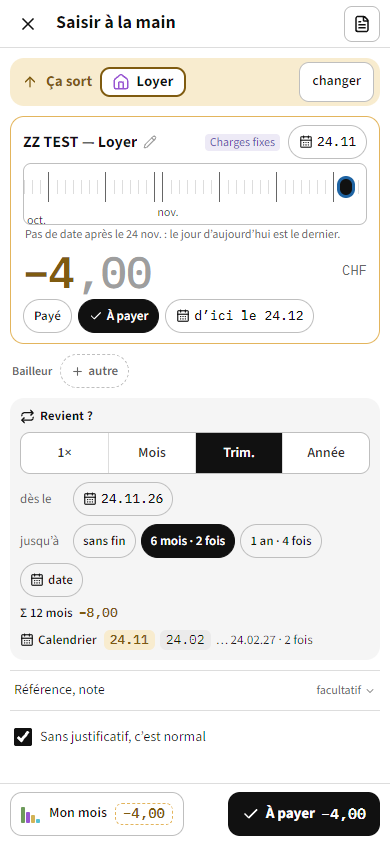 Saisir à la main
Ça sort Loyer changer
ZZ TEST — Loyer Charges fixes 24.11
oct. nov.
Pas de date après le 24 nov. : le jour d'aujourd'hui est le dernier.
−4,00 CHF
Payé À payer d'ici le 24.12
Bailleur + autre
Revient ?
1× Mois Trim. Année
dès le 24.11.26
jusqu'à sans fin 6 mois · 2 fois 1 an · 4 fois
date
Σ 12 mois −8,00
Calendrier 24.11 24.02 … 24.02.27 · 2 fois
Référence, note facultatif
Sans justificatif, c'est normal
Mon mois −4,00 À payer −4,00